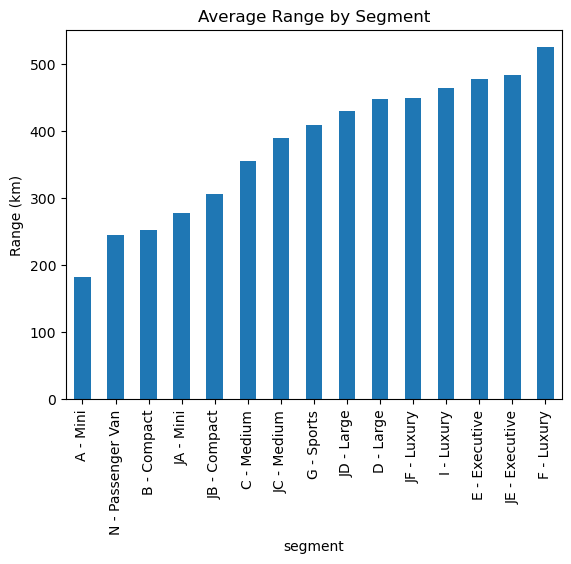 Average Range by Segment
Range (km)
500
400
300
200
100
0
A - Mini
N - Passenger Van
B - Compact
JA - Mini
JB - Compact
C - Medium
JC - Medium
G - Sports
JD - Large
D - Large
JF - Luxury
I - Luxury
E - Executive
JE - Executive
F - Luxury
segment